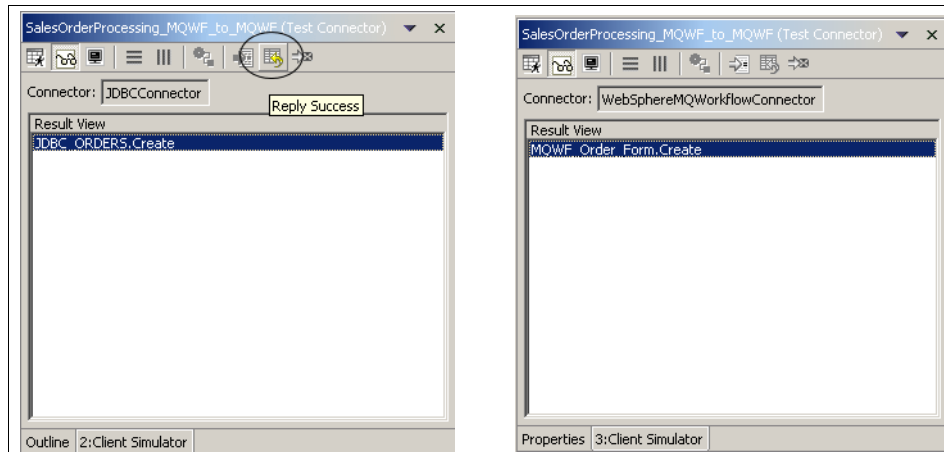 SalesOrderProcessing_MQWF_to_MQWF (Test Connector)
Connector: JDBCConnector
Reply Success
Result View
JDBC_ORDERS.Create
Outline 2:Client Simulator
SalesOrderProcessing_MQWF_to_MQWF (Test Connector)
Connector: WebSphereMQWorkflowConnector
Result View
MQWF_Order_Form.Create
Properties 3:Client Simulator